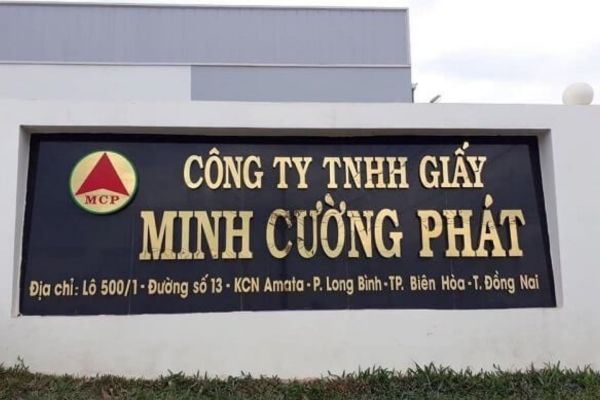 MCP
CÔNG TY TNHH GIẤY
MINH CƯỜNG PHÁT
Địa chỉ: Lô 500/1 - Đường số 13 - KCN Amata - P. Long Bình - TP. Biên Hòa - T. Đồng Nai